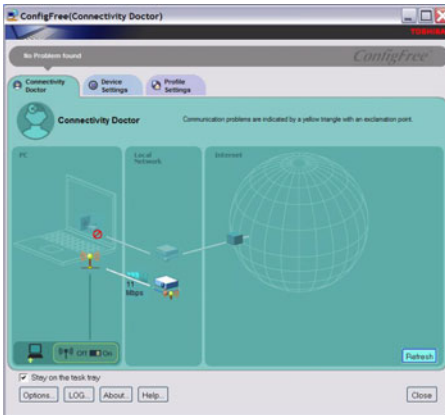 ConfigFree(Connectivity Doctor)
TOSHIBA
No Problem found
ConfigFree
Connectivity
Doctor
Device
Settings
Profile
Settings
Connectivity Doctor
Communication problems are indicated by a yellow triangle with an exclamation point.
PC
Local
Network
Internet
11
Mbps
Off On
Refresh
Stay on the task tray
Options...
LOG...
About...
Help...
Close